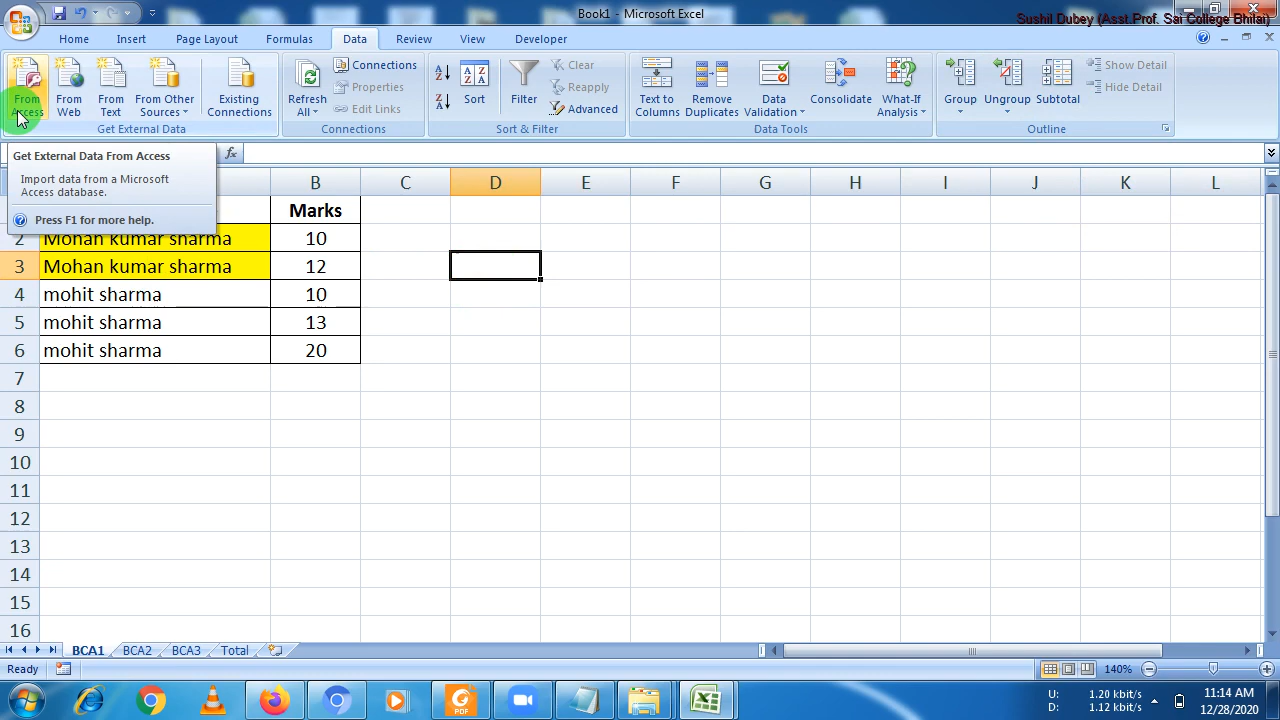 Book1 - Microsoft Excel
Sushil Dubey (Asst.Prof. Sai College Bhilai)
Home Insert Page Layout Formulas Data Review View Developer
From Access
From Web
From Text
From Other Sources
Existing Connections
Get External Data
Refresh All
Connections
Properties
Edit Links
Connections
Sort
Filter
Clear
Reapply
Advanced
Sort & Filter
Text to Columns
Remove Duplicates
Data Validation
Consolidate
What-If Analysis
Data Tools
Group
Ungroup
Subtotal
Show Detail
Hide Detail
Outline
Get External Data From Access
Import data from a Microsoft
Access database.
Press F1 for more help.
fx
B C D E F G H I J K L
Marks
2 Mohan kumar sharma 10
3 Mohan kumar sharma 12
4 mohit sharma 10
5 mohit sharma 13
6 mohit sharma 20
7
8
9
10
11
12
13
14
15
16
BCA1 BCA2 BCA3 Total
Ready 140%
PDF
U: 1.20 kbit/s
D: 1.12 kbit/s
11:14 AM
12/28/2020